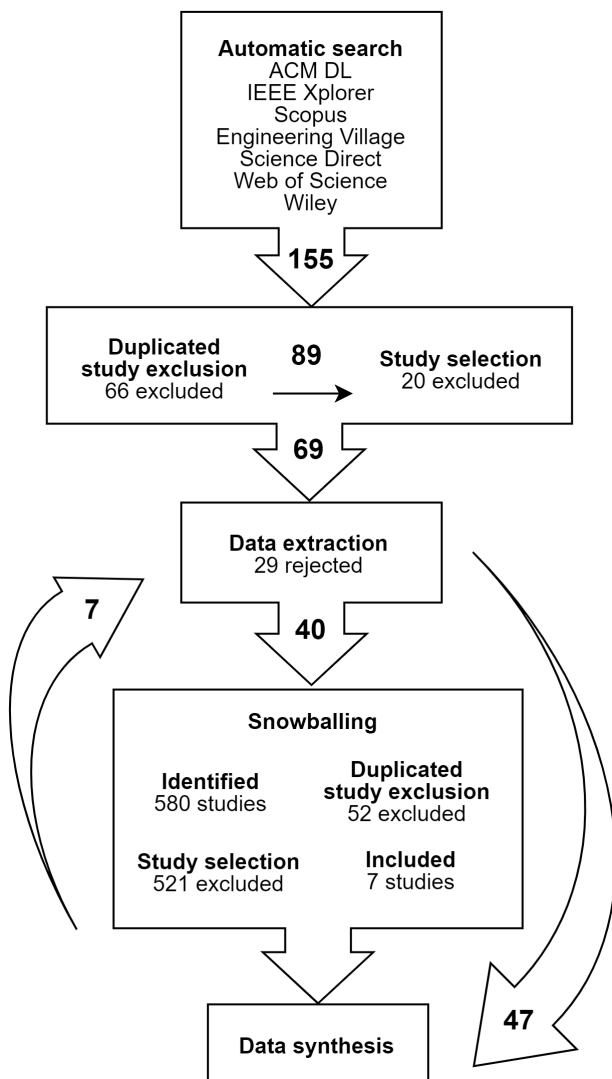 Automatic search
ACM DL
IEEE Xplorer
Scopus
Engineering Village
Science Direct
Web of Science
Wiley
155
Duplicated
study exclusion
66 excluded
89
Study selection
20 excluded
69
Data extraction
29 rejected
7
40
Snowballing
Identified
580 studies
Duplicated
study exclusion
52 excluded
Study selection
521 excluded
Included
7 studies
47
Data synthesis